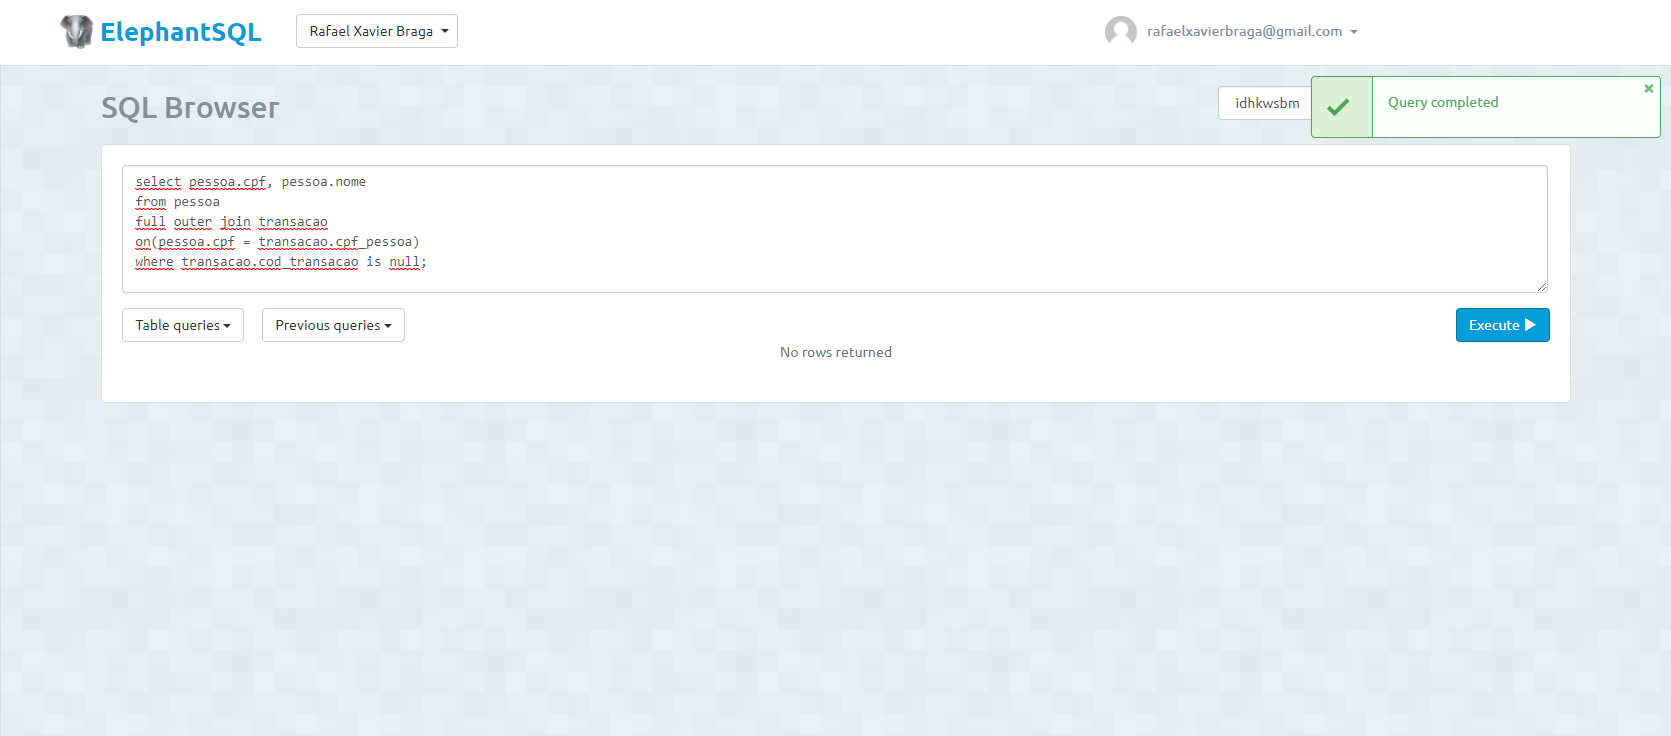 ElephantSQL
Rafael Xavier Braga
rafaelxavierbraga@gmail.com
SQL Browser
idhkwsbm
Query completed
select pessoa.cpf, pessoa.nome
from pessoa
full outer join transacao
on(pessoa.cpf = transacao.cpf_pessoa)
where transacao.cod_transacao is null;
Table queries
Previous queries
Execute
No rows returned